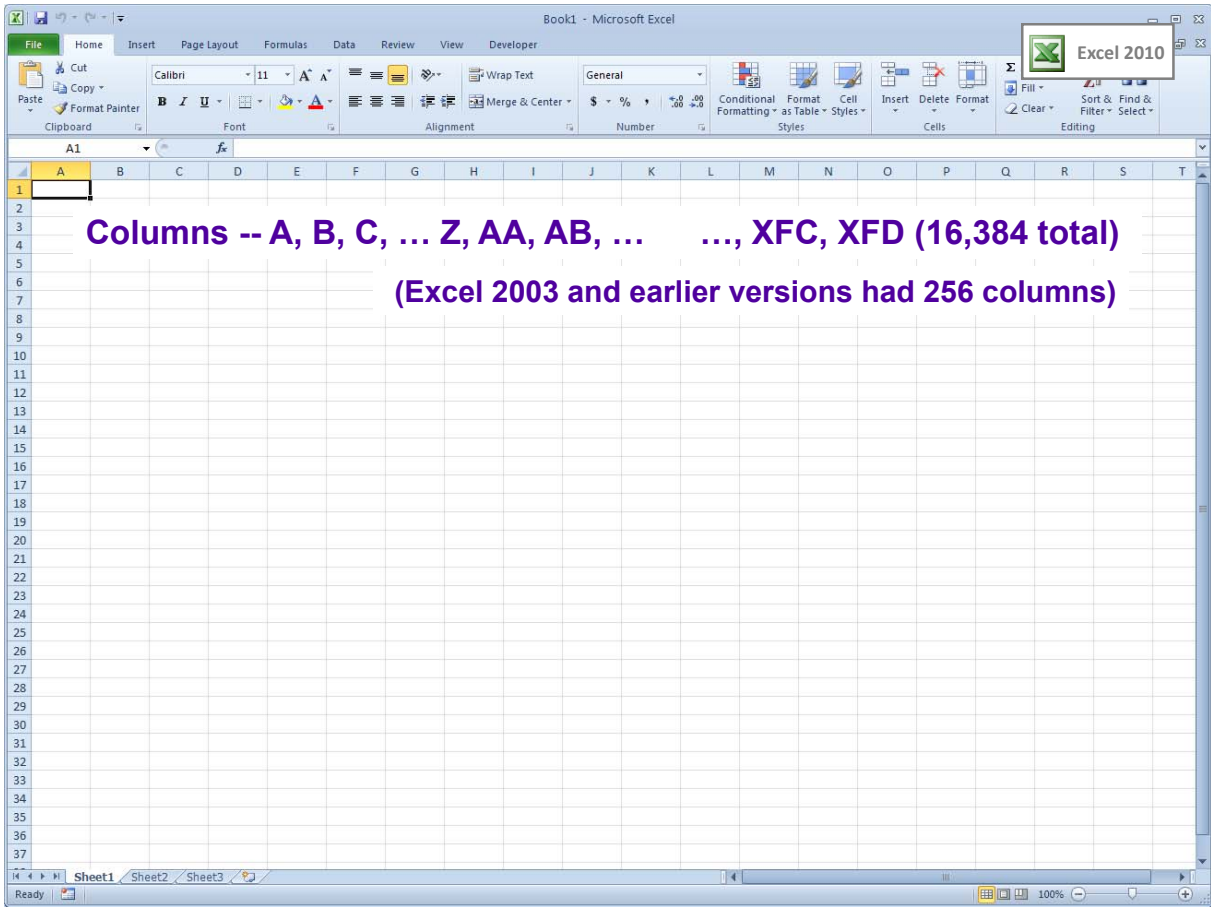 Book1 - Microsoft Excel
File Home Insert Page Layout Formulas Data Review View Developer
Excel 2010
Paste
Cut
Copy
Format Painter
Clipboard
Calibri 11 A A
B I U A
Font
Wrap Text
Merge & Center
Alignment
General
$ % , .00 .00
Number
Conditional Formatting
Format as Table
Cell Styles
Styles
Insert Delete Format
Cells
Σ
Fill
Clear
Sort & Filter
Find & Select
Editing
A1 fx
A B C D E F G H I J K L M N O P Q R S T
1
2
3
4
5
6
7
8
9
10
11
12
13
14
15
16
17
18
19
20
21
22
23
24
25
26
27
28
29
30
31
32
33
34
35
36
37
Columns -- A, B, C, … Z, AA, AB, … …, XFC, XFD (16,384 total)
(Excel 2003 and earlier versions had 256 columns)
Sheet1 Sheet2 Sheet3
Ready 100%